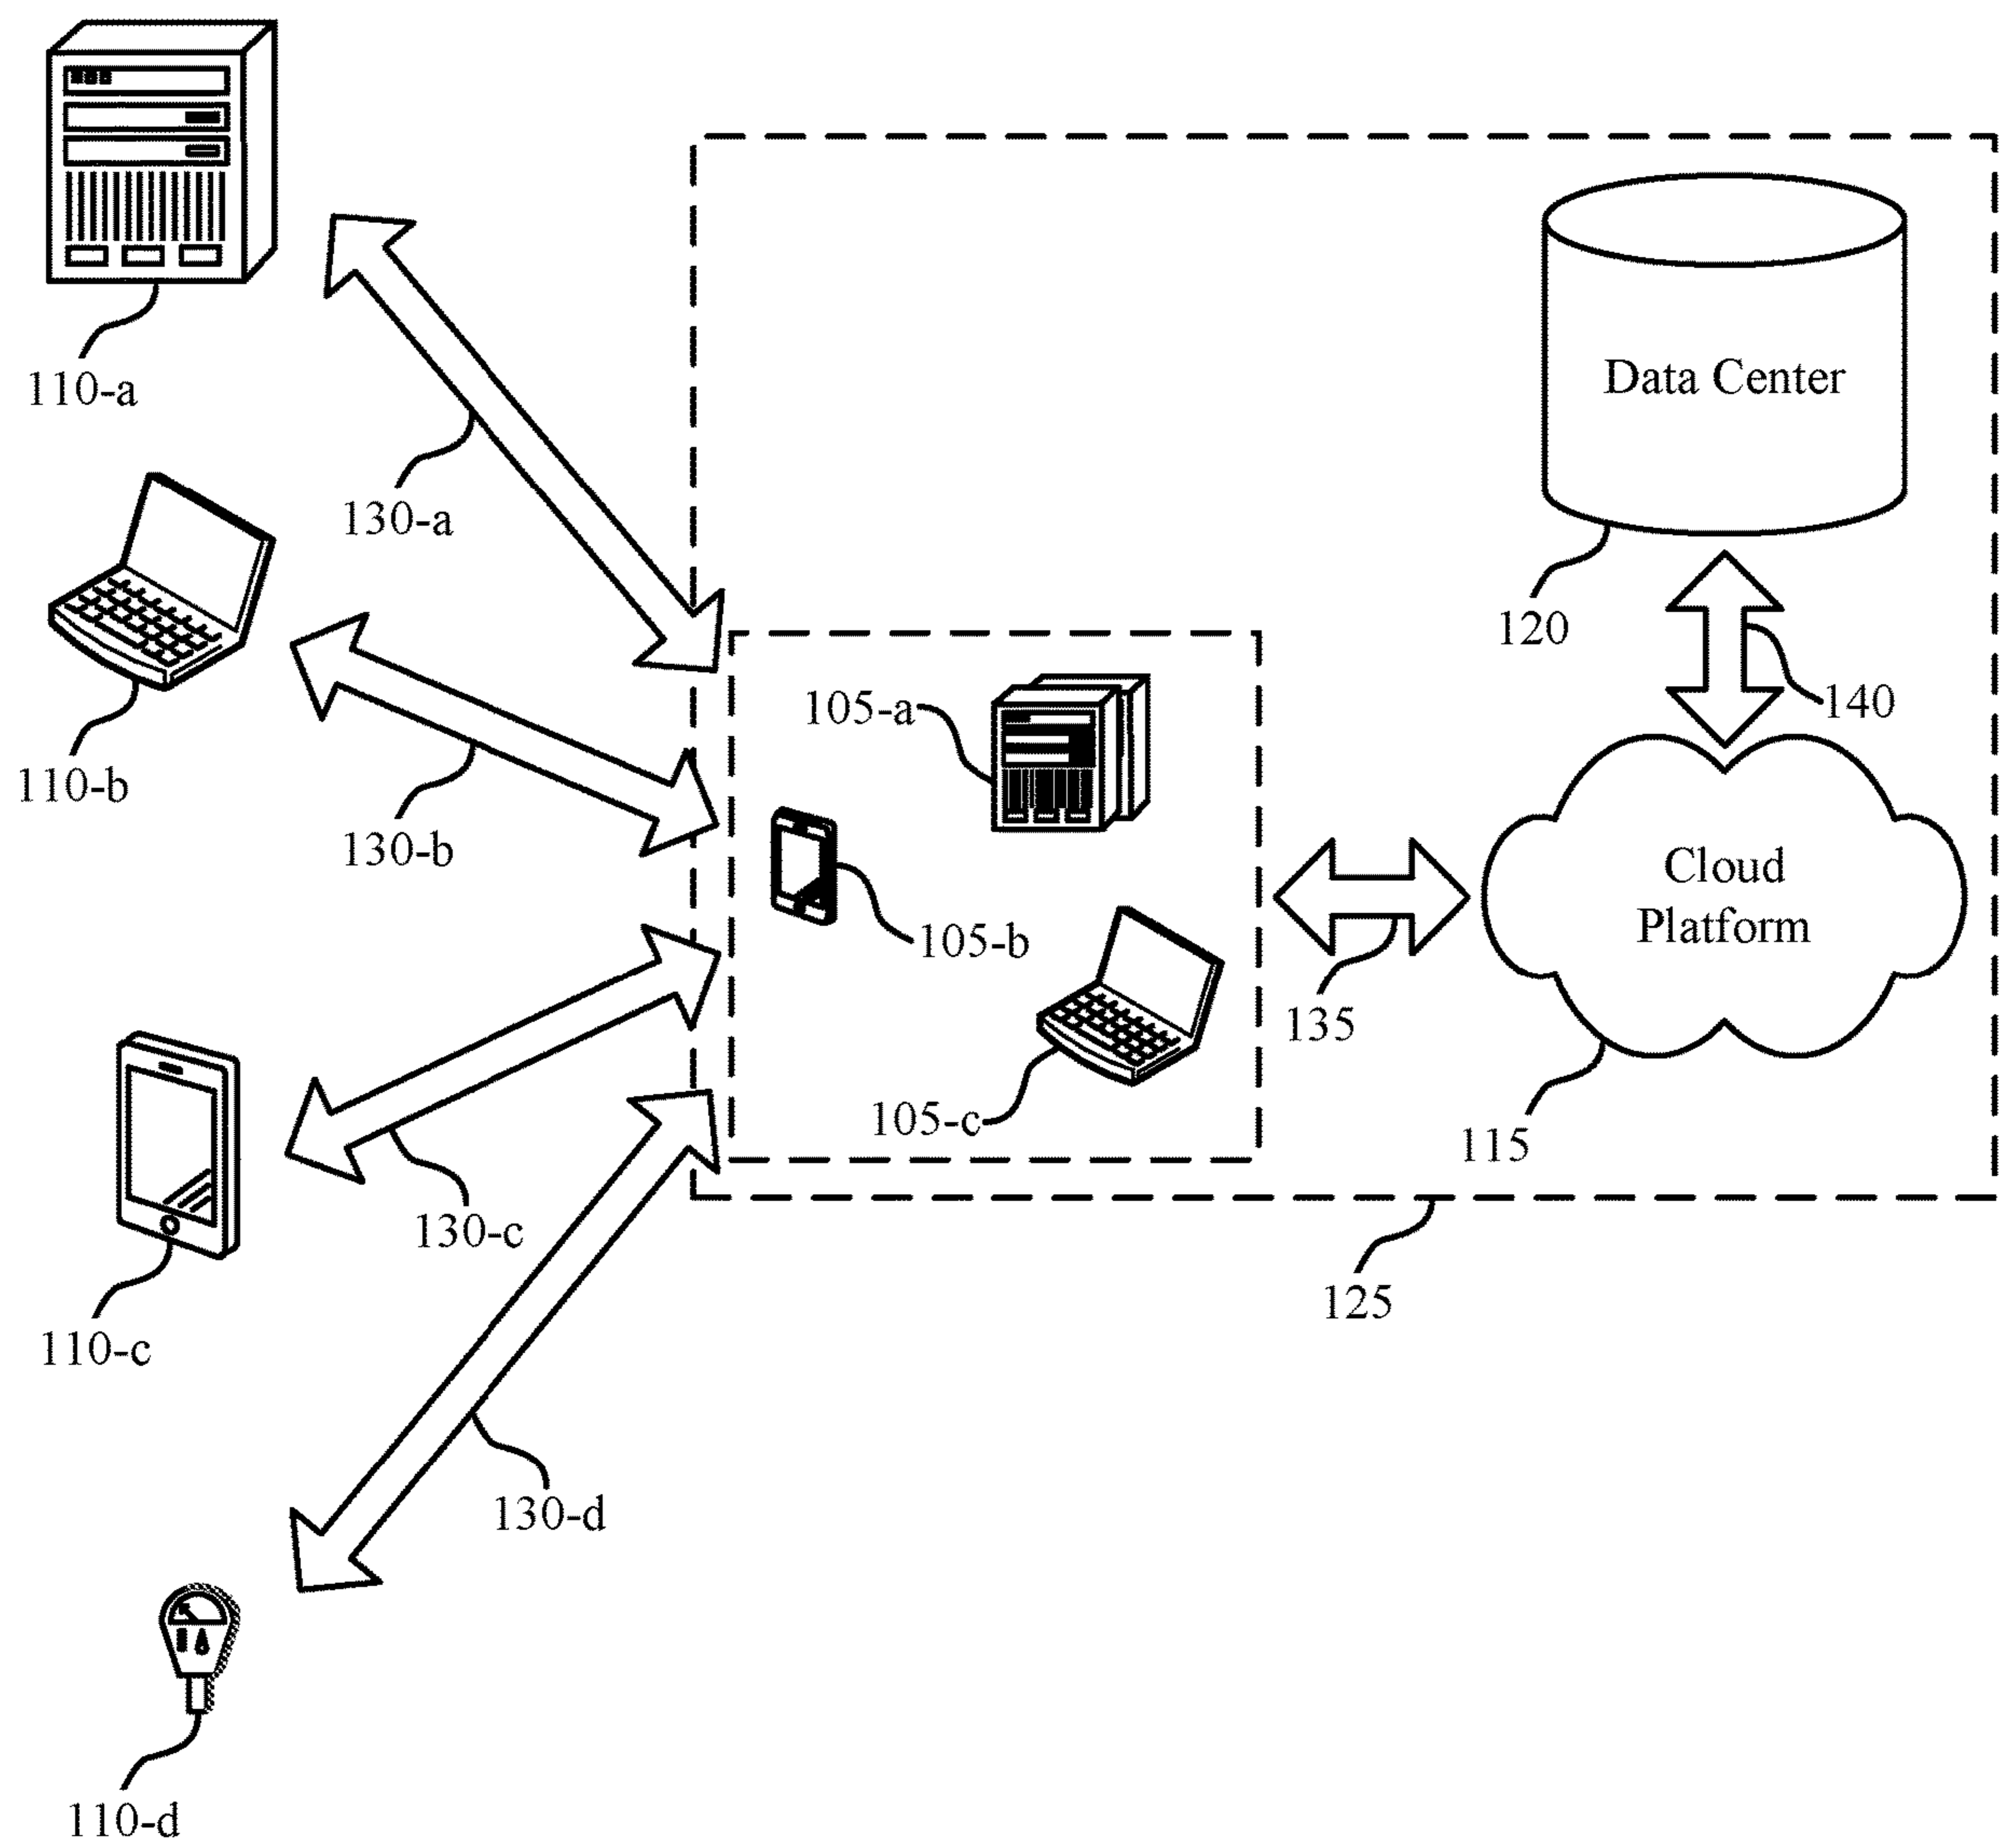 110-a
130-a
Data Center
120
140
110-b
130-b
105-a
105-b
105-c
Cloud
Platform
135
115
130-c
125
110-c
130-d
110-d